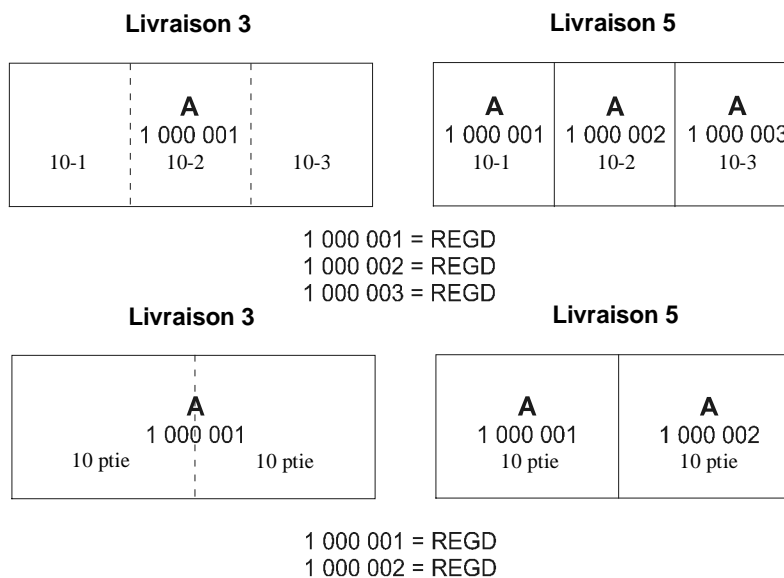 Livraison 3
Livraison 5
A
1 000 001
10-1
10-2
10-3
A
1 000 001
10-1
A
1 000 002
10-2
A
1 000 003
10-3
1 000 001 = REGD
1 000 002 = REGD
1 000 003 = REGD
Livraison 3
Livraison 5
A
1 000 001
10 ptie
10 ptie
A
1 000 001
10 ptie
A
1 000 002
10 ptie
1 000 001 = REGD
1 000 002 = REGD